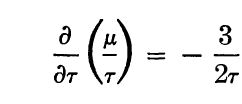 ∂/∂τ (μ/τ) = − 3/2τ